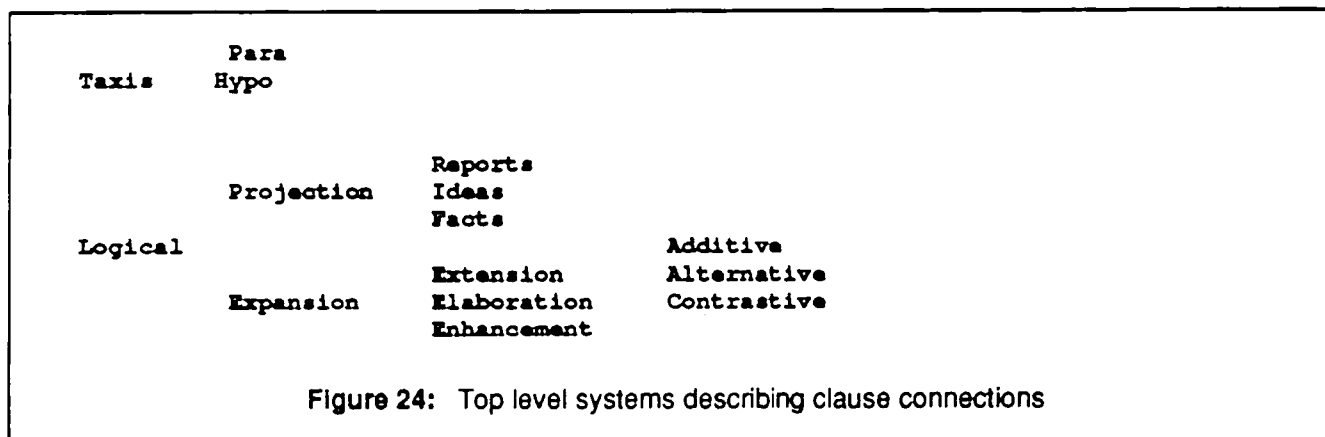 Para
Taxis Hypo
Reports
Projection Ideas
Facts
Logical Additive
Extension Alternative
Expansion Elaboration Contrastive
Enhancement
Figure 24: Top level systems describing clause connections